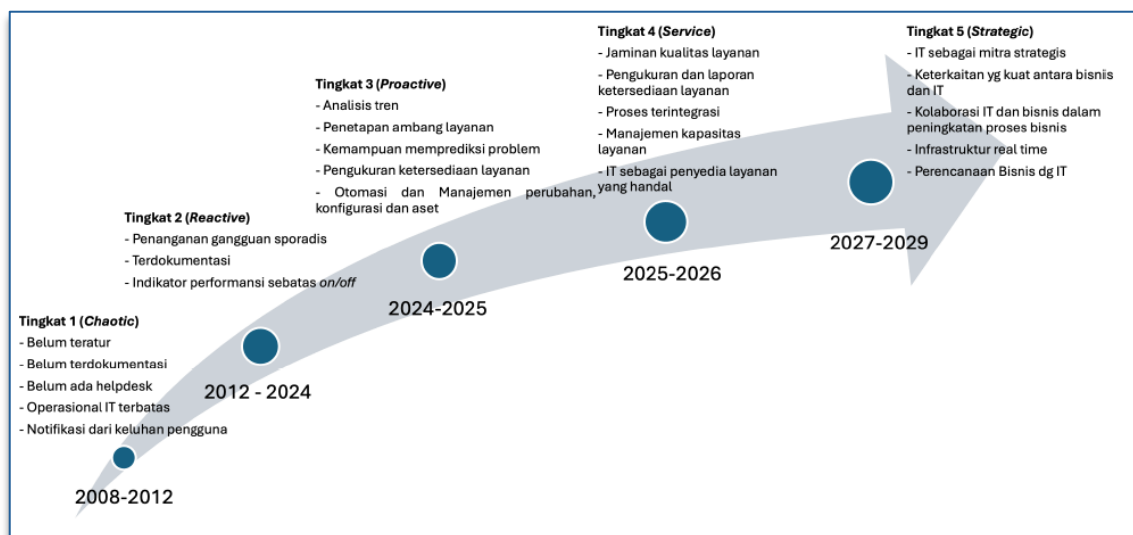 Tingkat 1 (Chaotic)
- Belum teratur
- Belum terdokumentasi
- Belum ada helpdesk
- Operasional IT terbatas
- Notifikasi dari keluhan pengguna
2008-2012
Tingkat 2 (Reactive)
- Penanganan gangguan sporadis
- Terdokumentasi
- Indikator performansi sebatas on/off
2012 - 2024
Tingkat 3 (Proactive)
- Analisis tren
- Penetapan ambang layanan
- Kemampuan memprediksi problem
- Pengukuran ketersediaan layanan
- Otomasi dan Manajemen perubahan,
konfigurasi dan aset
2024-2025
Tingkat 4 (Service)
- Jaminan kualitas layanan
- Pengukuran dan laporan
ketersediaan layanan
- Proses terintegrasi
- Manajemen kapasitas
layanan
- IT sebagai penyedia layanan
yang handal
2025-2026
Tingkat 5 (Strategic)
- IT sebagai mitra strategis
- Keterkaitan yg kuat antara bisniis
dan IT
- Kolaborasi IT dan bisnis dalam
peningkatan proses bisnis
- Infrastruktur real time
- Perencanaan Bisnis dg IT
2027-2029